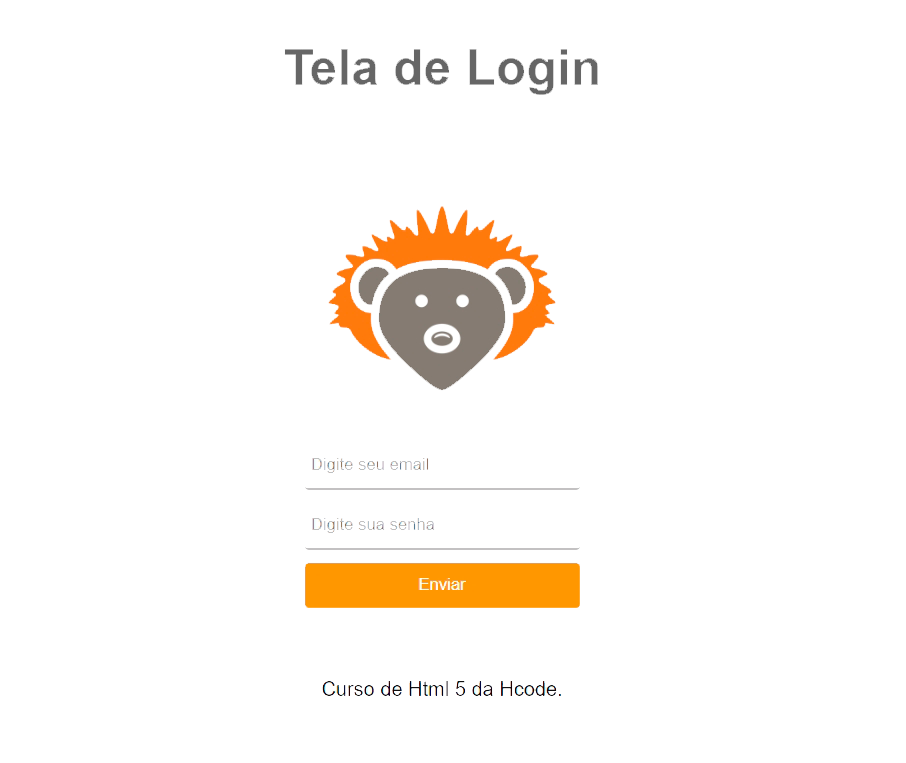 Tela de Login
Digite seu email
Digite sua senha
Enviar
Curso de Html 5 da Hcode.